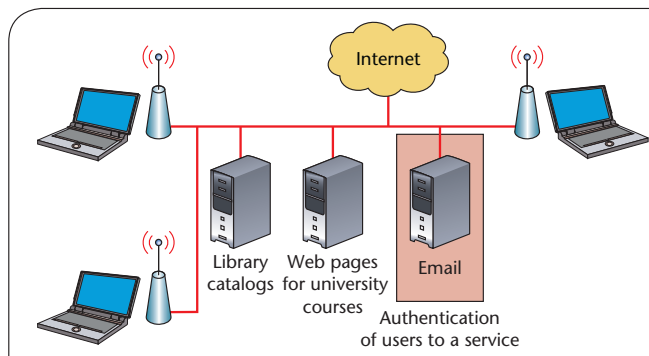 Internet
Library
catalogs
Web pages
for university
courses
Email
Authentication
of users to a service